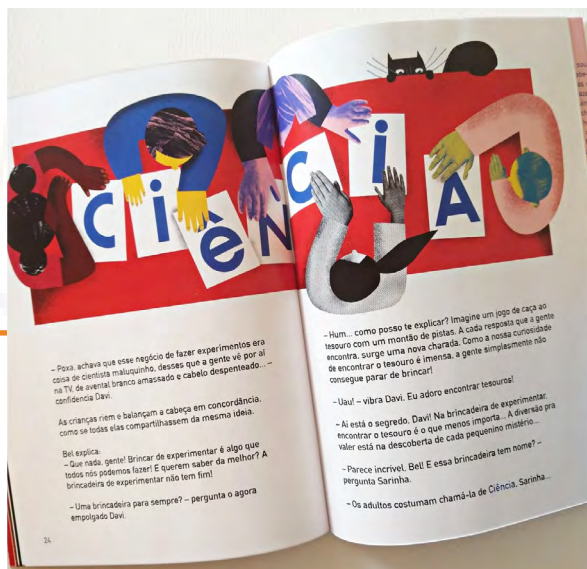 CiÊNCiA
– Poxa, achava que esse negócio de fazer experimentos era
coisa de cientista maluquinho, desses que a gente vê por aí
na TV, de avental branco amassado e cabelo despenteado... –
confidencia Davi.
As crianças riem e balançam a cabeça em concordância,
como se todas elas compartilhassem da mesma ideia.
Bel explica:
– Que nada, gente! Brincar de experimentar é algo que
todos nós podemos fazer! E querem saber da melhor? A
brincadeira de experimentar não tem fim!
– Uma brincadeira para sempre? – pergunta o agora
empolgado Davi.
24
– Hum... como posso te explicar? Imagine um jogo de caça ao
tesouro com um montão de pistas. A cada resposta que a gente
encontra, surge uma nova charada. Como a nossa curiosidade
de encontrar o tesouro é imensa, a gente simplesmente não
consegue parar de brincar!
– Uau! – vibra Davi. Eu adoro encontrar tesouros!
– Aí está o segredo, Davi! Na brincadeira de experimentar,
encontrar o tesouro é o que menos importa... A diversão pra
valer está na descoberta de cada pequenino mistério...
– Parece incrível, Bel! E essa brincadeira tem nome? –
pergunta Sarinha.
– Os adultos costumam chamá-la de Ciência, Sarinha...